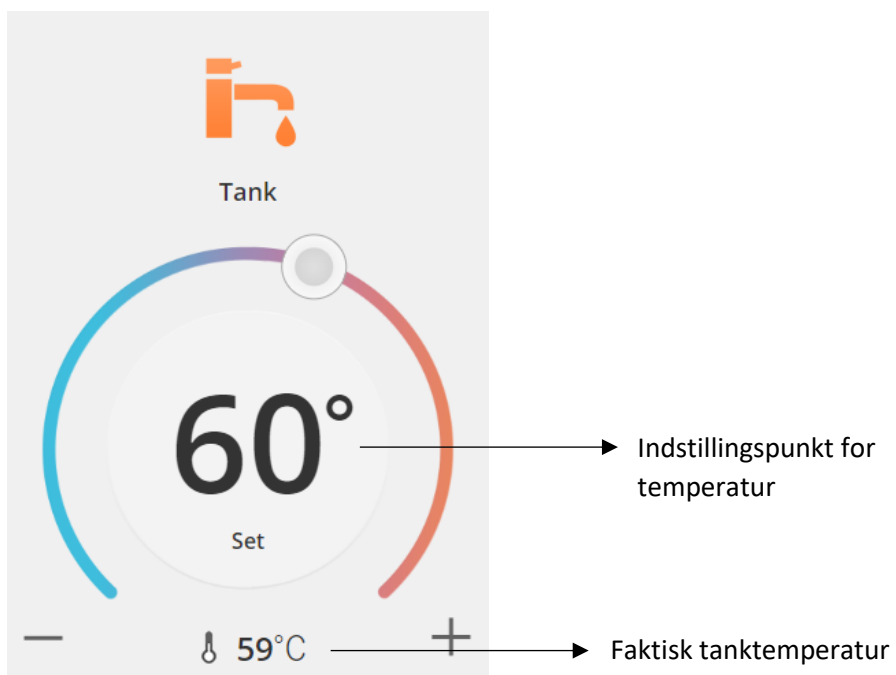 Tank
60°
Indstillingspunkt for
temperatur
Set
59°C
Faktisk tanktemperatur